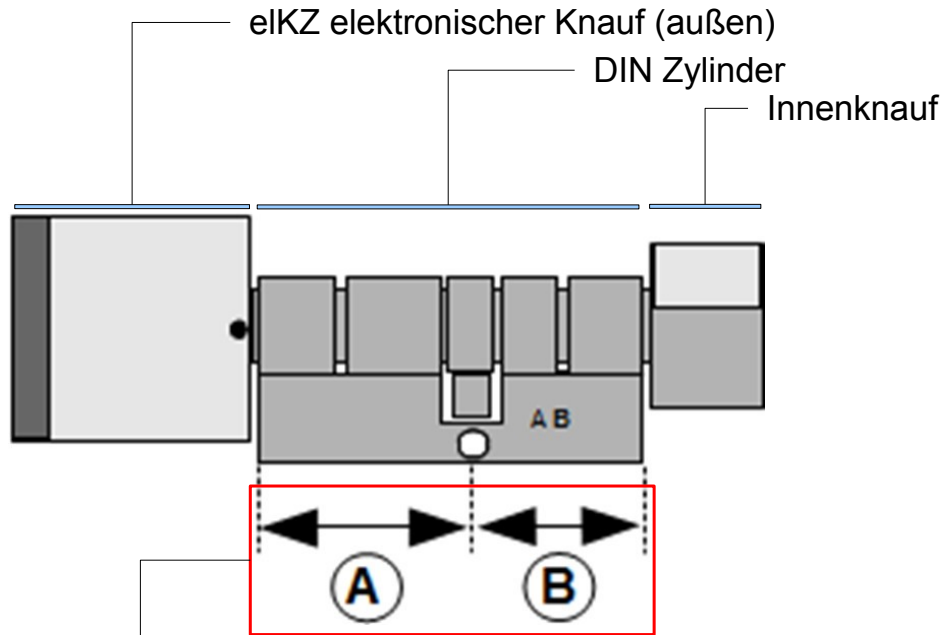 elKZ elektronischer Knauf (außen)
DIN Zylinder
Innenknauf
A B
A
B